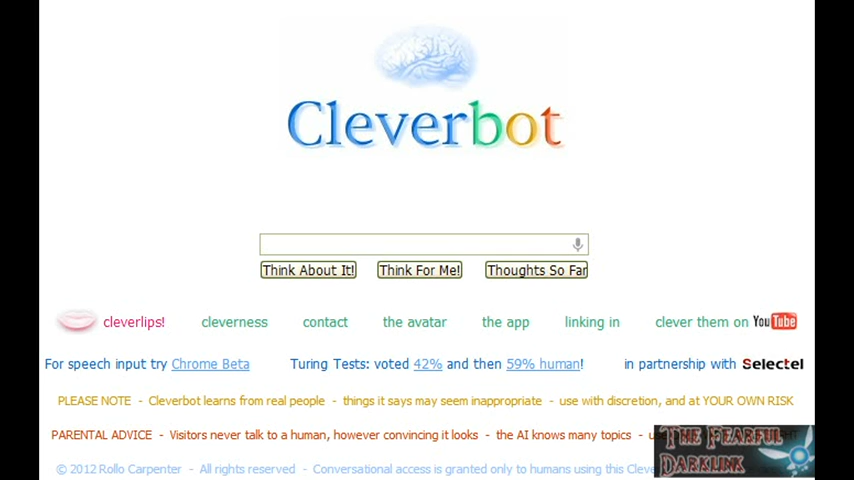 Cleverbot
Think About It! Think For Me! Thoughts So Far
cleverlips! cleverness contact the avatar the app linking in clever them on YouTube
For speech input try Chrome Beta Turing Tests: voted 42% and then 59% human! in partnership with Selectel
PLEASE NOTE - Cleverbot learns from real people - things it says may seem inappropriate - use with discretion, and at YOUR OWN RISK
PARENTAL ADVICE - Visitors never talk to a human, however convincing it looks - the AI knows many topics - use
The Fearful
Darklink
© 2012 Rollo Carpenter - All rights reserved - Conversational access is granted only to humans using this